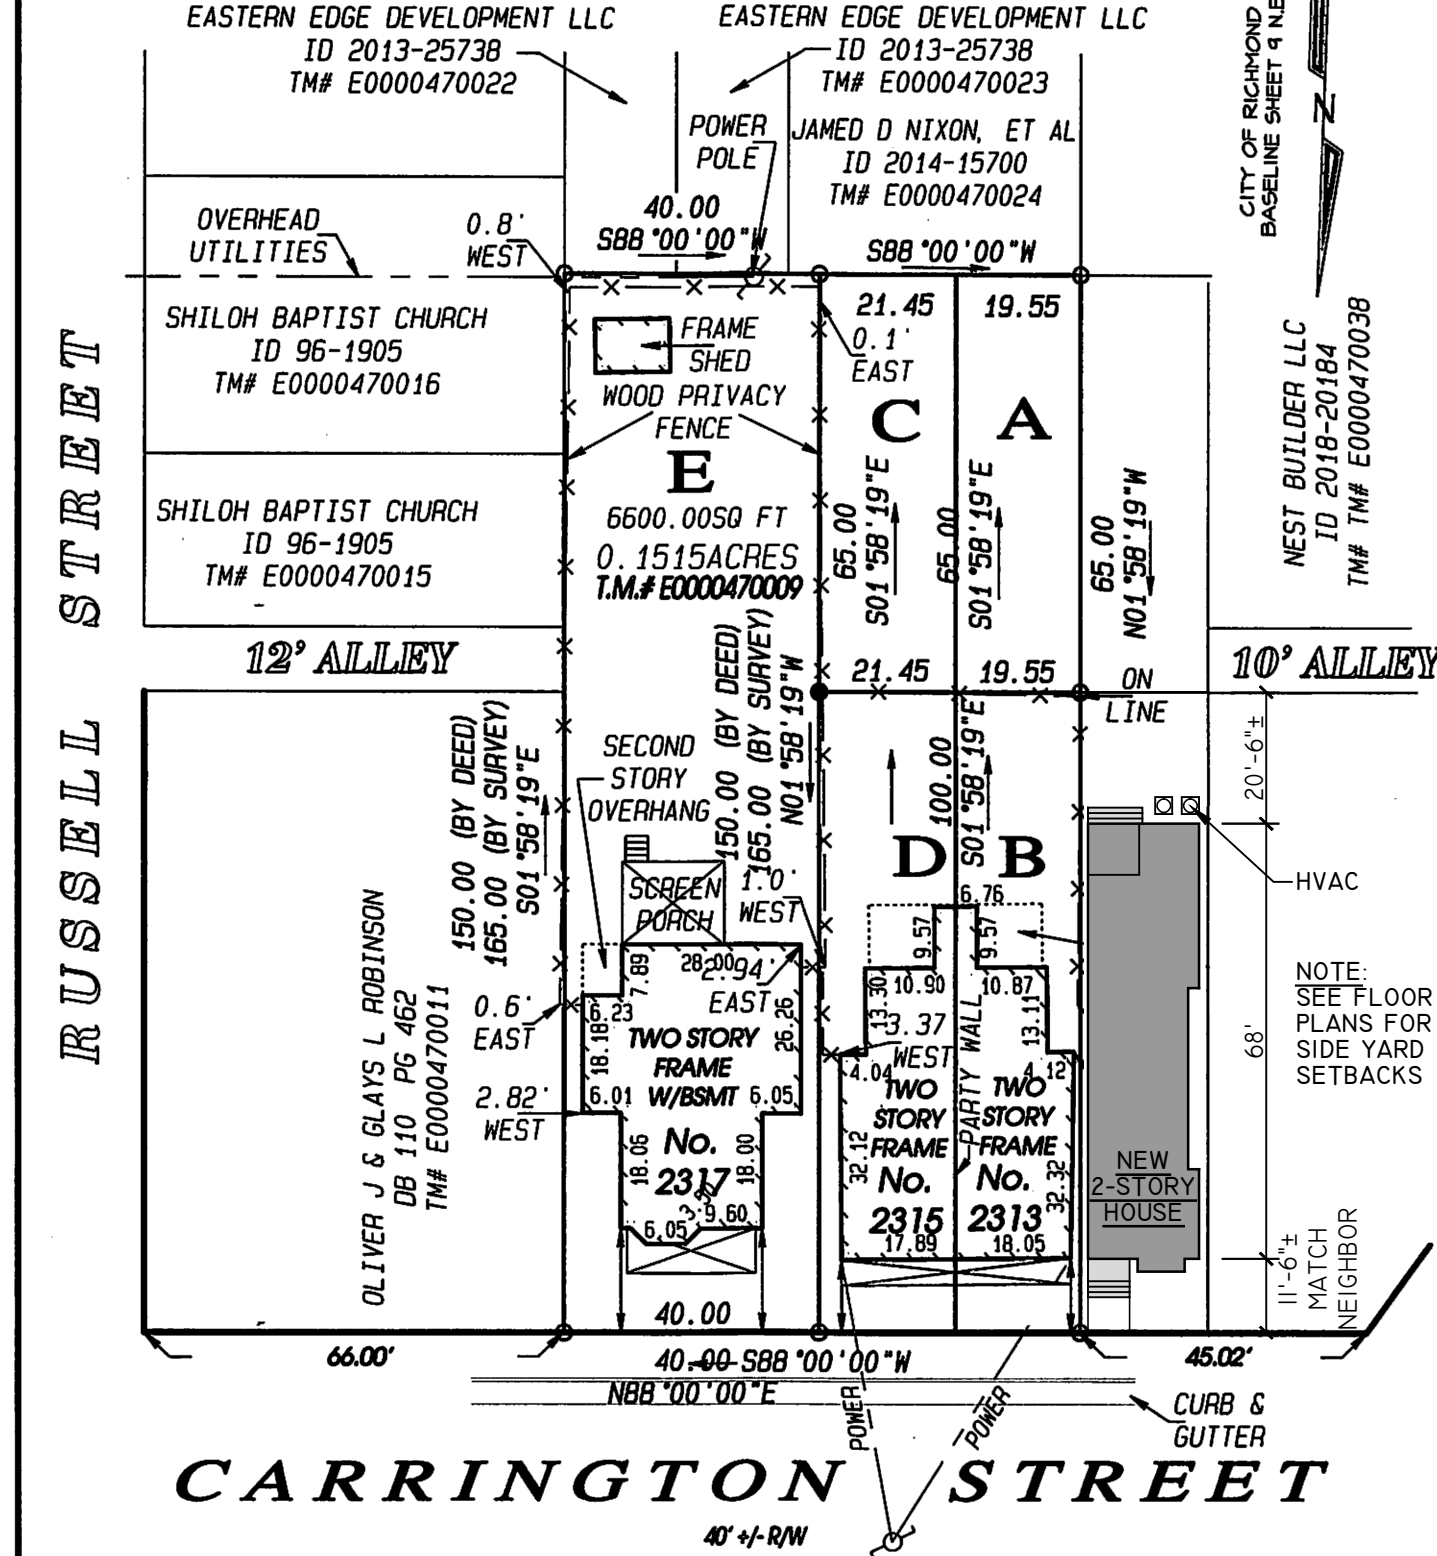 EASTERN EDGE DEVELOPMENT LLC
ID 2013-25738
TM# E0000470022
EASTERN EDGE DEVELOPMENT LLC
ID 2013-25738
TM# E0000470023
CITY OF RICHMOND
BASELINE SHEET 9 N.E
N
POWER
POLE
JAMED D NIXON, ET AL
ID 2014-15700
TM# E0000470024
OVERHEAD
UTILITIES
0.8'
WEST
40.00
S88°00'00"W
S88°00'00"W
21.45
19.55
0.1'
EAST
SHILOH BAPTIST CHURCH
ID 96-1905
TM# E0000470016
FRAME
SHED
WOOD PRIVACY
FENCE
C
A
NEST BUILDER LLC
ID 2018-20184
TM# TM# E0000470038
E
6600.00SQ FT
0.1515ACRES
T.M.# E0000470009
SHILOH BAPTIST CHURCH
ID 96-1905
TM# E0000470015
65.00
S01°58'19"E
65.00
S01°58'19"E
65.00
N01°58'19"W
RUSSELL STREET
12' ALLEY
10' ALLEY
21.45
19.55
ON
LINE
150.00 (BY DEED)
165.00 (BY SURVEY)
S01°58'19"E
150.00 (BY DEED)
165.00 (BY SURVEY)
N01°58'19"W
SECOND
STORY
OVERHANG
100.00
S01°58'19"E
20'-6"±
D
B
HVAC
SCREEN
PORCH
1.0'
WEST
6.76
9.57
9.57
7.89
28.00
2.94'
EAST
10.90
10.87
13.30
13.11
OLIVER J & GLAYS L ROBINSON
DB 110 PG 462
TM# E0000470011
0.6'
EAST
6.23
18.18
26.26
TWO STORY
FRAME
W/BSMT
3.37
WEST
PARTY WALL
NOTE:
SEE FLOOR
PLANS FOR
SIDE YARD
SETBACKS
68'
2.82'
WEST
6.01
6.05
4.04
4.12
TWO
STORY
FRAME
No.
2315
TWO
STORY
FRAME
No.
2313
No.
2317
18.06
18.00
3.50
6.05
9.60
32.12
32.32
17.89
18.05
NEW
2-STORY
HOUSE
11'-6"±
MATCH
NEIGHBOR
40.00
66.00'
40.00 S88°00'00"W
45.02'
N88°00'00"E
POWER
POWER
CURB &
GUTTER
CARRINGTON STREET
40' +/- R/W